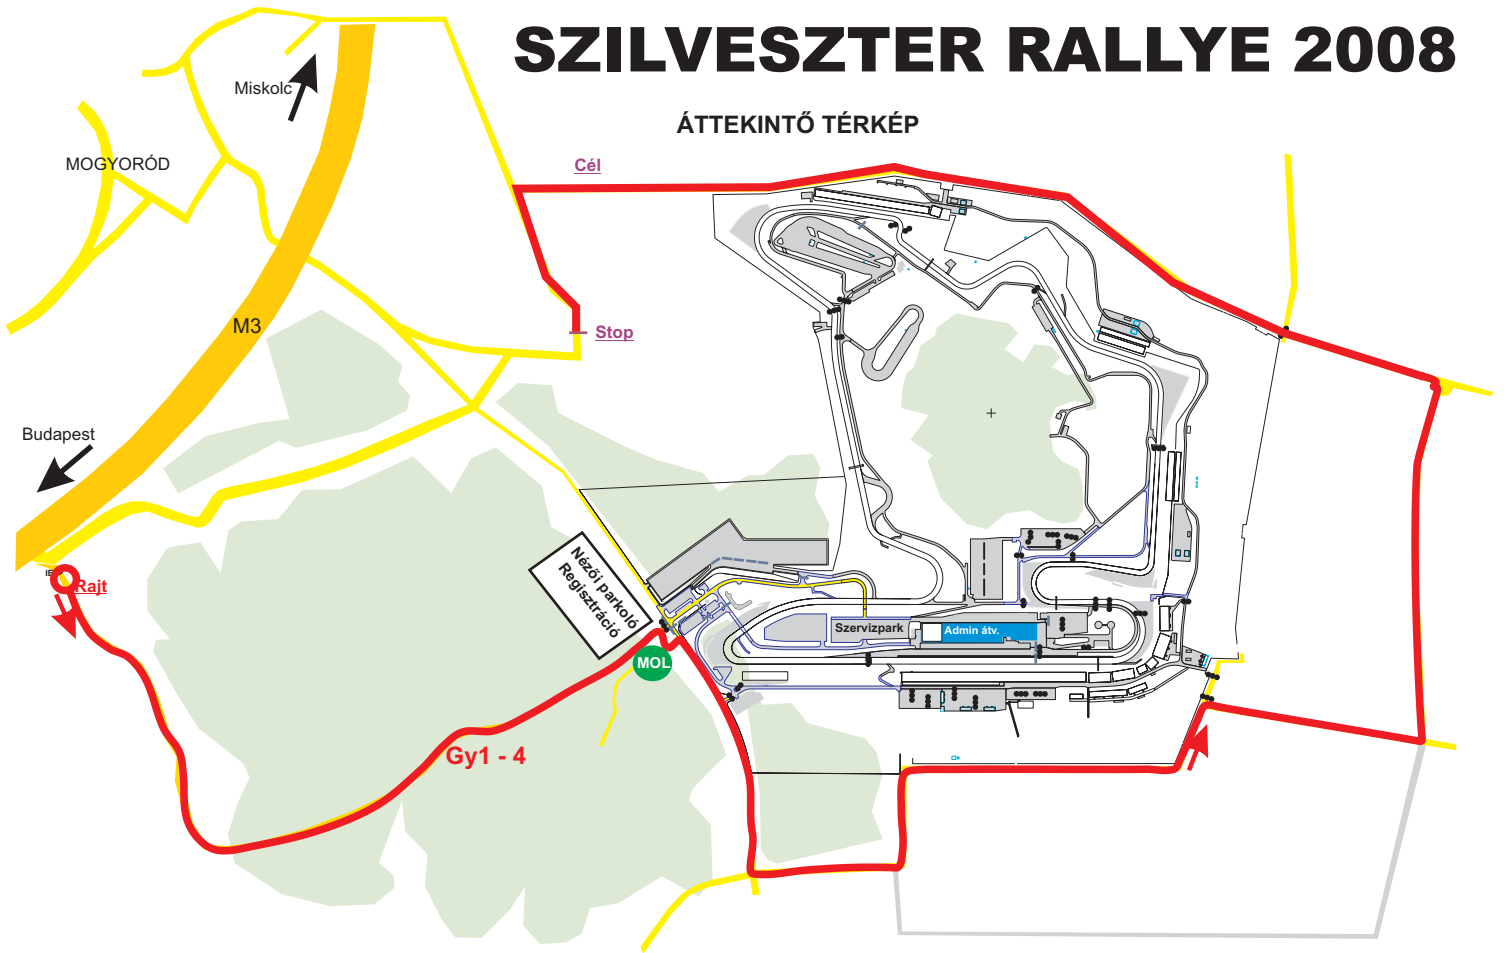 SZILVESZTER RALLYE 2008
ÁTTEKINTŐ TÉRKÉP
Miskolc
MOGYORÓD
Cél
M3
Stop
Budapest
Rajt
Nézöi parkoló
Regisztráció
Szervizpark
Admin átv.
MOL
Gy1 - 4